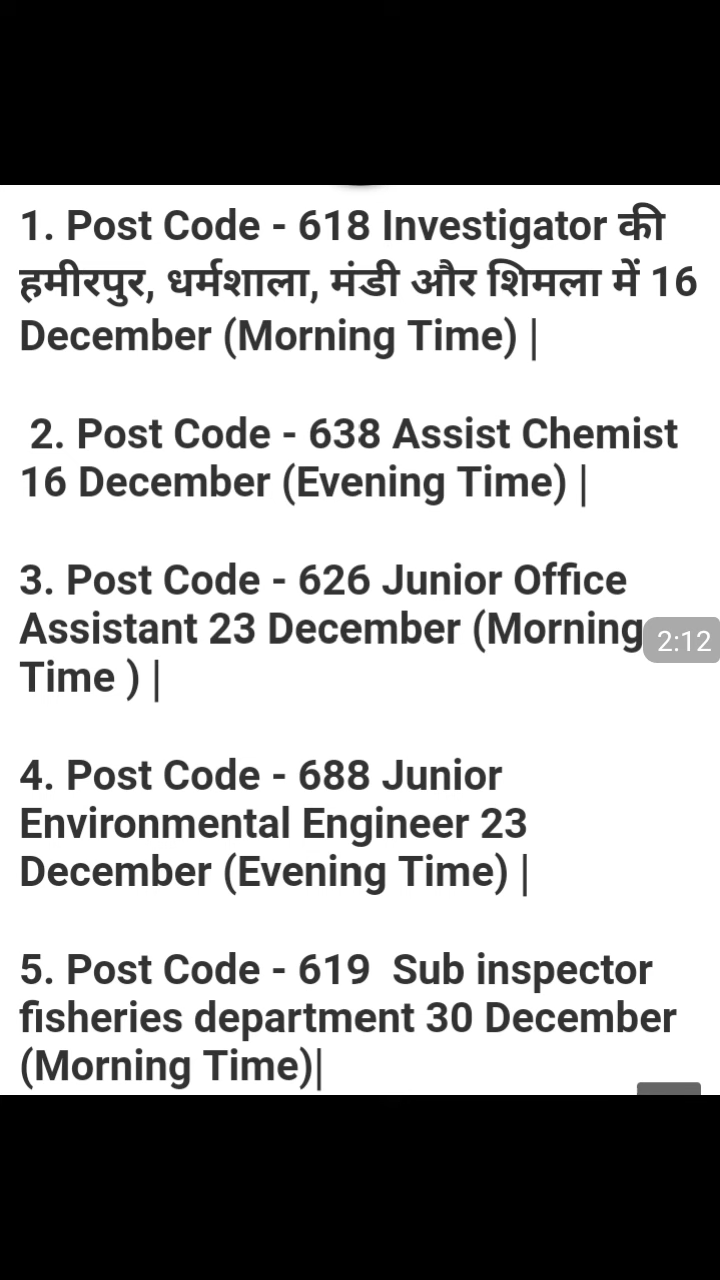 1. Post Code - 618 Investigator की
हमीरपुर, धर्मशाला, मंडी और शिमला में 16
December (Morning Time) |
2. Post Code - 638 Assist Chemist
16 December (Evening Time) |
3. Post Code - 626 Junior Office
Assistant 23 December (Morning
2:12
Time ) |
4. Post Code - 688 Junior
Environmental Engineer 23
December (Evening Time) |
5. Post Code - 619  Sub inspector
fisheries department 30 December
(Morning Time)|